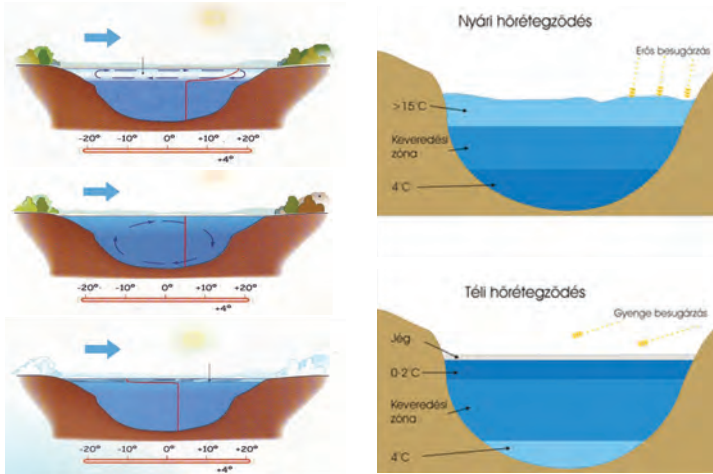 -20° -10° 0° +10° +20°
+4°
-20° -10° 0° +10° +20°
+4°
-20° -10° 0° +10° +20°
+4°
Nyári hőrétegződés
Erős besugárzás
>15°C
Keveredési
zóna
4°C
Téli hőrétegződés
Gyenge besugárzás
Jég
0-2°C
Keveredési
zóna
4°C